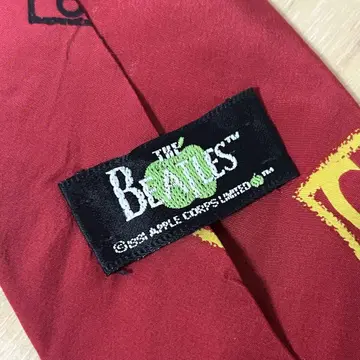 THE
BEATLES™
©1991 APPLE CORPS LIMITED ™